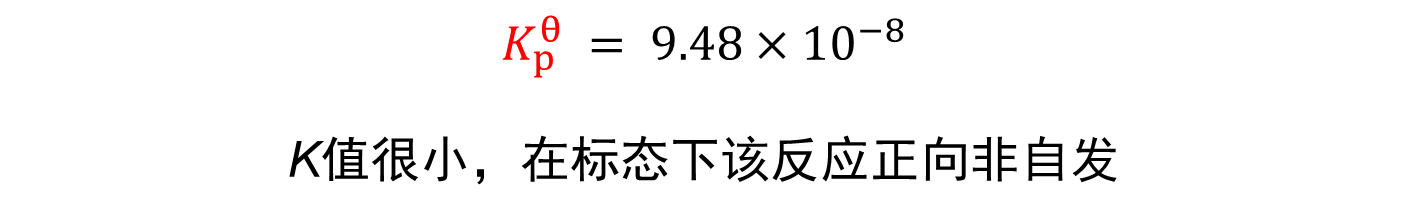 K_p^θ = 9.48 × 10⁻⁸
K值很小，在标态下该反应正向非自发